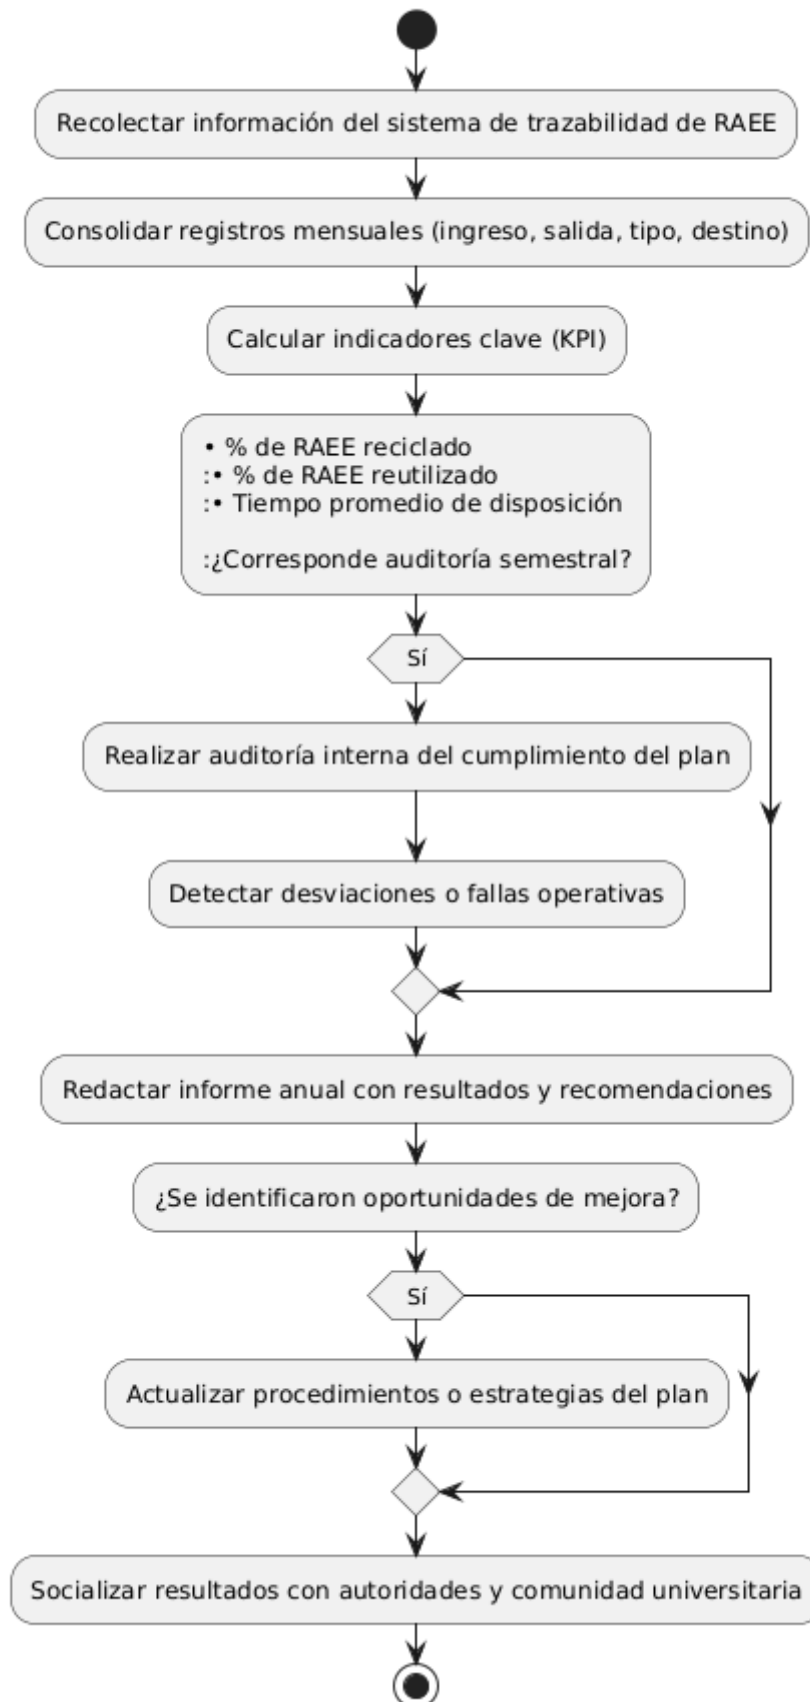 Recolectar información del sistema de trazabilidad de RAEE
Consolidar registros mensuales (ingreso, salida, tipo, destino)
Calcular indicadores clave (KPI)
• % de RAEE reciclado
:• % de RAEE reutilizado
:• Tiempo promedio de disposición
:¿Corresponde auditoría semestral?
Sí
Realizar auditoría interna del cumplimiento del plan
Detectar desviaciones o fallas operativas
Redactar informe anual con resultados y recomendaciones
¿Se identificaron oportunidades de mejora?
Sí
Actualizar procedimientos o estrategias del plan
Socializar resultados con autoridades y comunidad universitaria